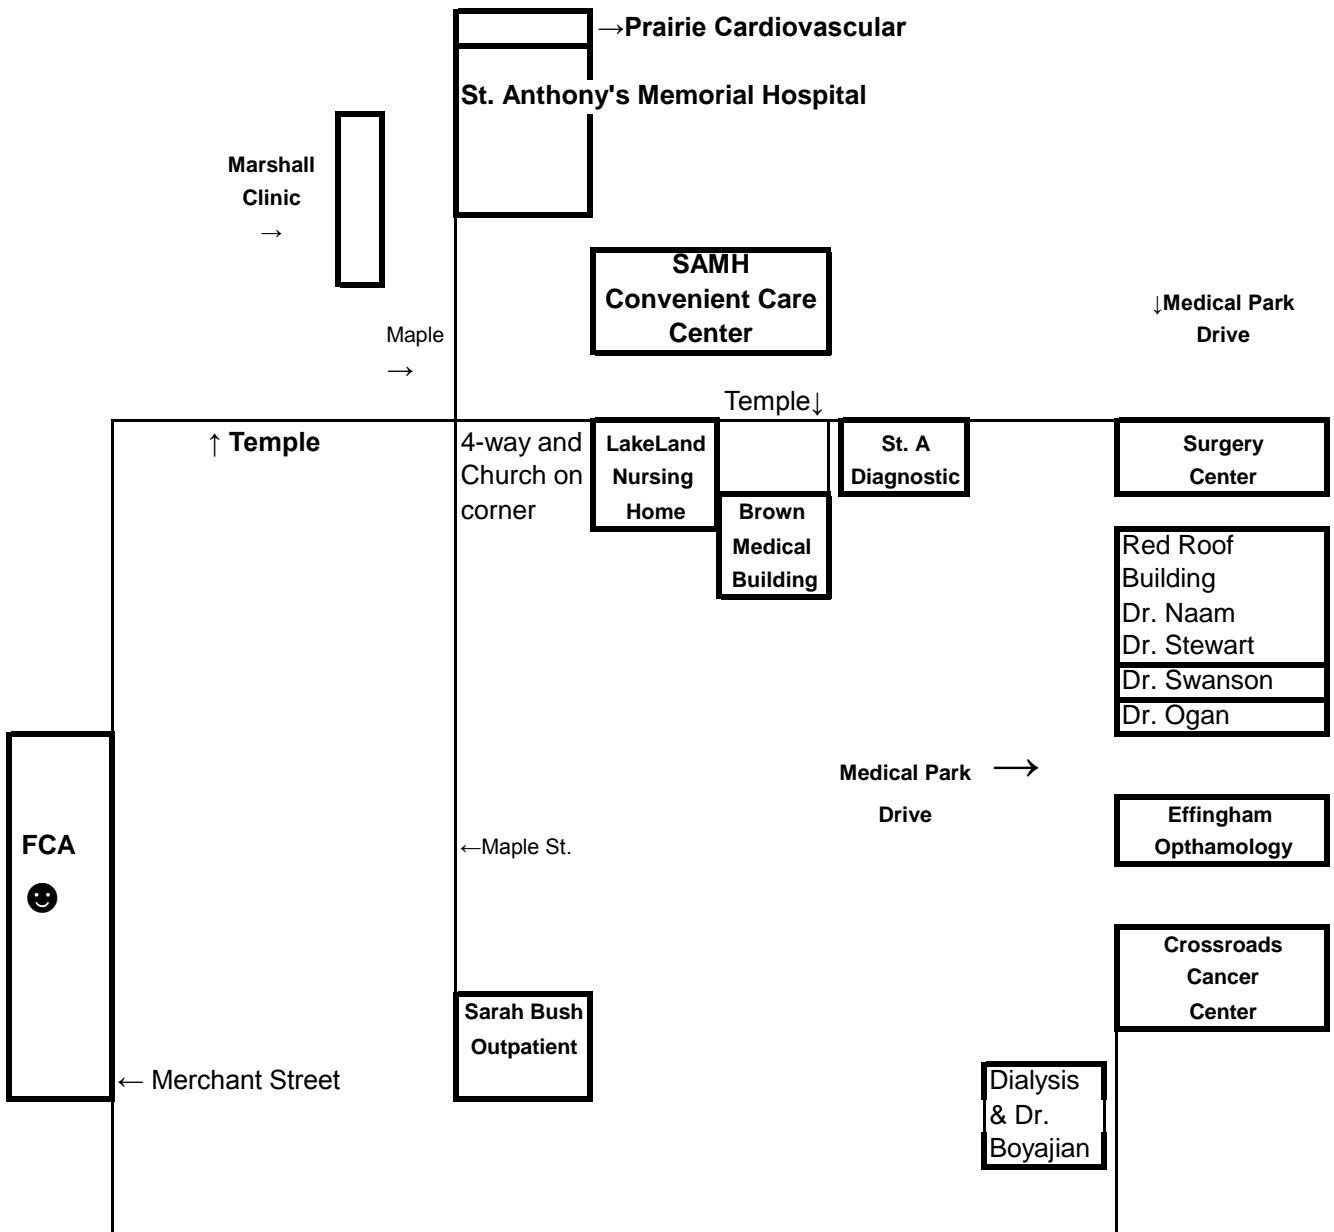 →Prairie Cardiovascular
St. Anthony's Memorial Hospital
Marshall
Clinic
→
SAMH
Convenient Care
Center
↓Medical Park
Drive
Maple
→
Temple↓
↑ Temple
4-way and
Church on
corner
LakeLand
Nursing
Home
Brown
Medical
Building
St. A
Diagnostic
Surgery
Center
Red Roof
Building
Dr. Naam
Dr. Stewart
Dr. Swanson
Dr. Ogan
Medical Park →
Drive
Effingham
Opthamology
FCA
☻
←Maple St.
Crossroads
Cancer
Center
Sarah Bush
Outpatient
← Merchant Street
Dialysis
& Dr.
Boyajian